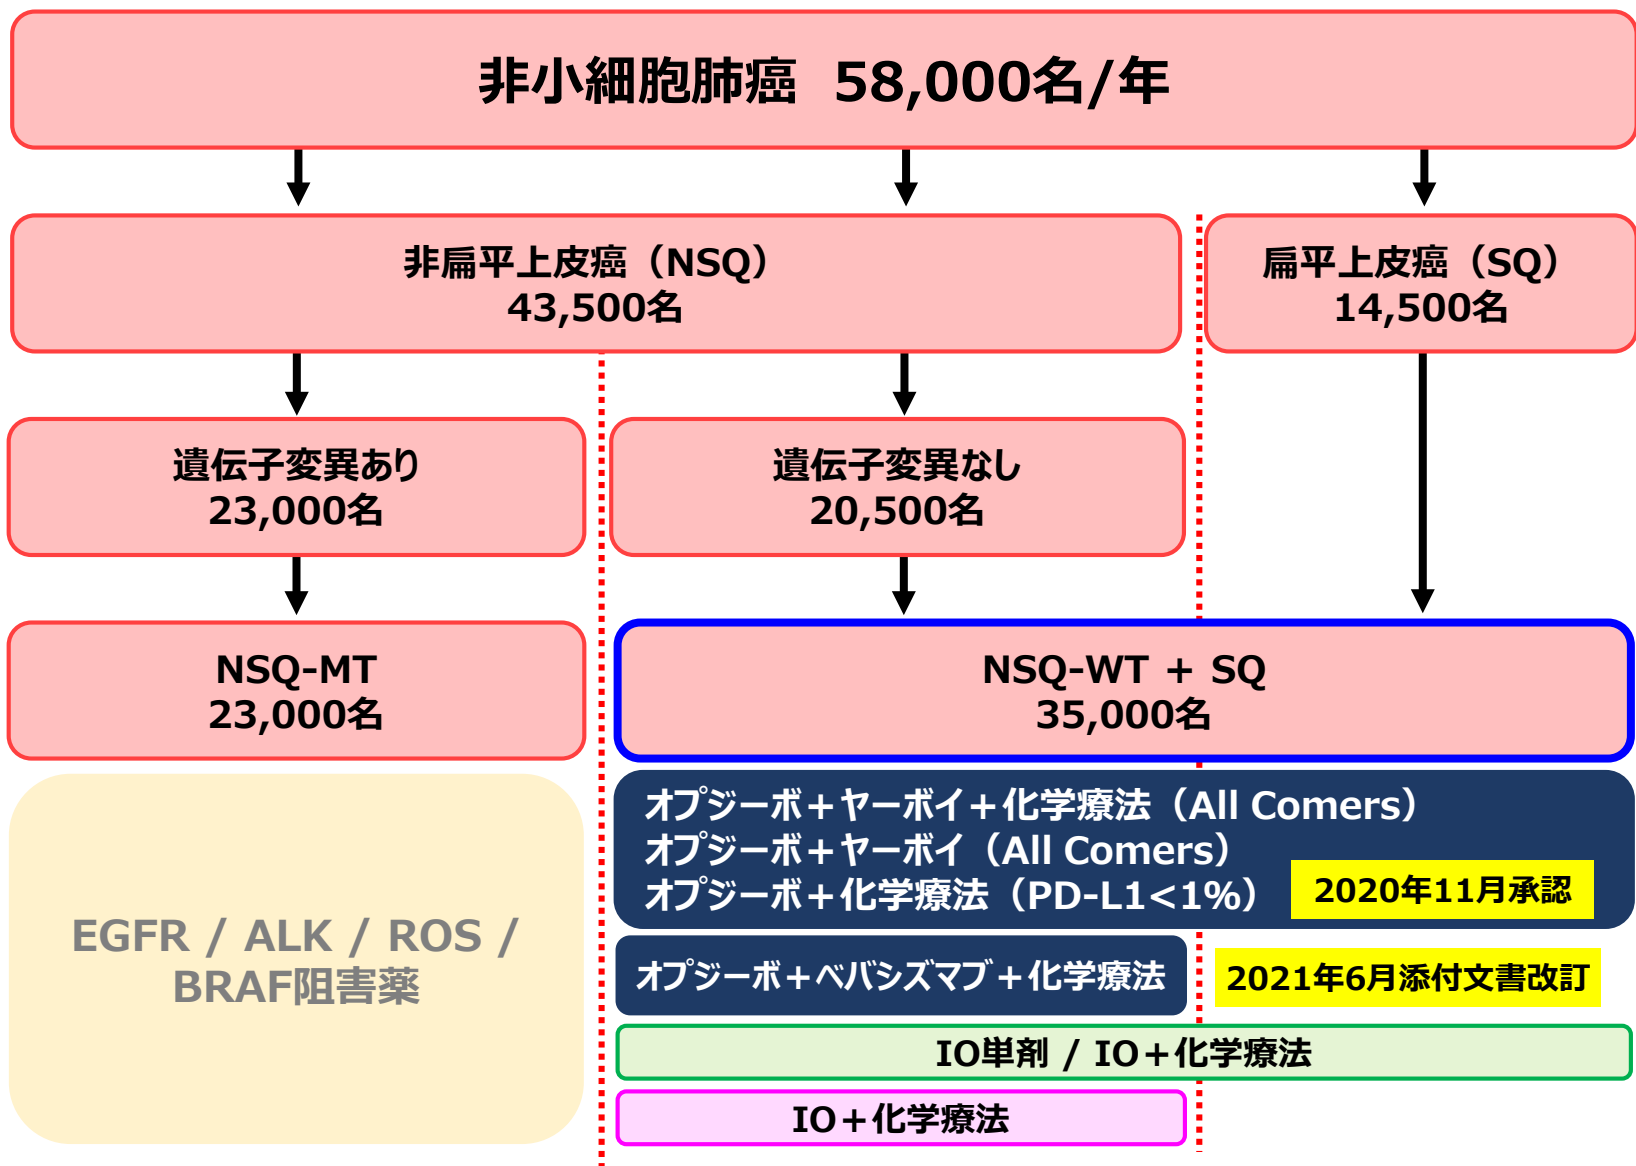 非小細胞肺癌 58,000名/年
非扁平上皮癌（NSQ）
43,500名
扁平上皮癌（SQ）
14,500名
遺伝子変異あり
23,000名
遺伝子変異なし
20,500名
NSQ-MT
23,000名
NSQ-WT + SQ
35,000名
EGFR / ALK / ROS /
BRAF阻害薬
オプジーボ＋ヤーボイ＋化学療法（All Comers）
オプジーボ＋ヤーボイ（All Comers）
オプジーボ＋化学療法（PD-L1<1%）
2020年11月承認
オプジーボ＋ベバシズマブ＋化学療法
2021年6月添付文書改訂
IO単剤 / IO＋化学療法
IO＋化学療法